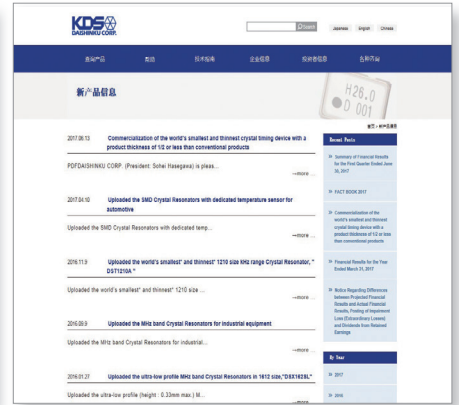 KDS
DAISHINKU CORP.
Search
Japanese English Chinese
查询产品 帮助 技术指南 企业信息 投资者信息 各种咨询
新产品信息
H26.0
D 001
首页 > 新产品信息
2017.06.13 Commercialization of the world's smallest and thinnest crystal timing device with a
product thickness of 1/2 or less than conventional products
PDFDAISHINKU CORP. (President: Sohei Hasegawa) is pleas...
→more ...
2017.04.10 Uploaded the SMD Crystal Resonators with dedicated temperature sensor for
automotive
Uploaded the SMD Crystal Resonators with dedicated temp...
→more ...
2016.11.9 Uploaded the world's smallest* and thinnest* 1210 size kHz range Crystal Resonator, "
DST1210A "
Uploaded the world's smallest* and thinnest* 1210 size ...
→more ...
2016.09.9 Uploaded the MHz band Crystal Resonators for industrial equipment
Uploaded the MHz band Crystal Resonators for industrial...
→more ...
2016.01.27 Uploaded the ultra-low profile MHz band Crystal Resonators in 1612 size,"DSX1612SL"
Uploaded the ultra-low profile (height : 0.33mm max.) M...
→more ...
Recent Posts
» Summary of Financial Results
for the First Quarter Ended June
30, 2017
» FACT BOOK 2017
» Commercialization of the
world's smallest and thinnest
crystal timing device with a
product thickness of 1/2 or less
than conventional products
» Financial Results for the Year
Ended March 31, 2017
» Notice Regarding Differences
between Projected Financial
Results and Actual Financial
Results, Posting of Impairment
Loss (Extraordinary Losses)
and Dividends from Retained
Earnings
By Year
» 2017
» 2016